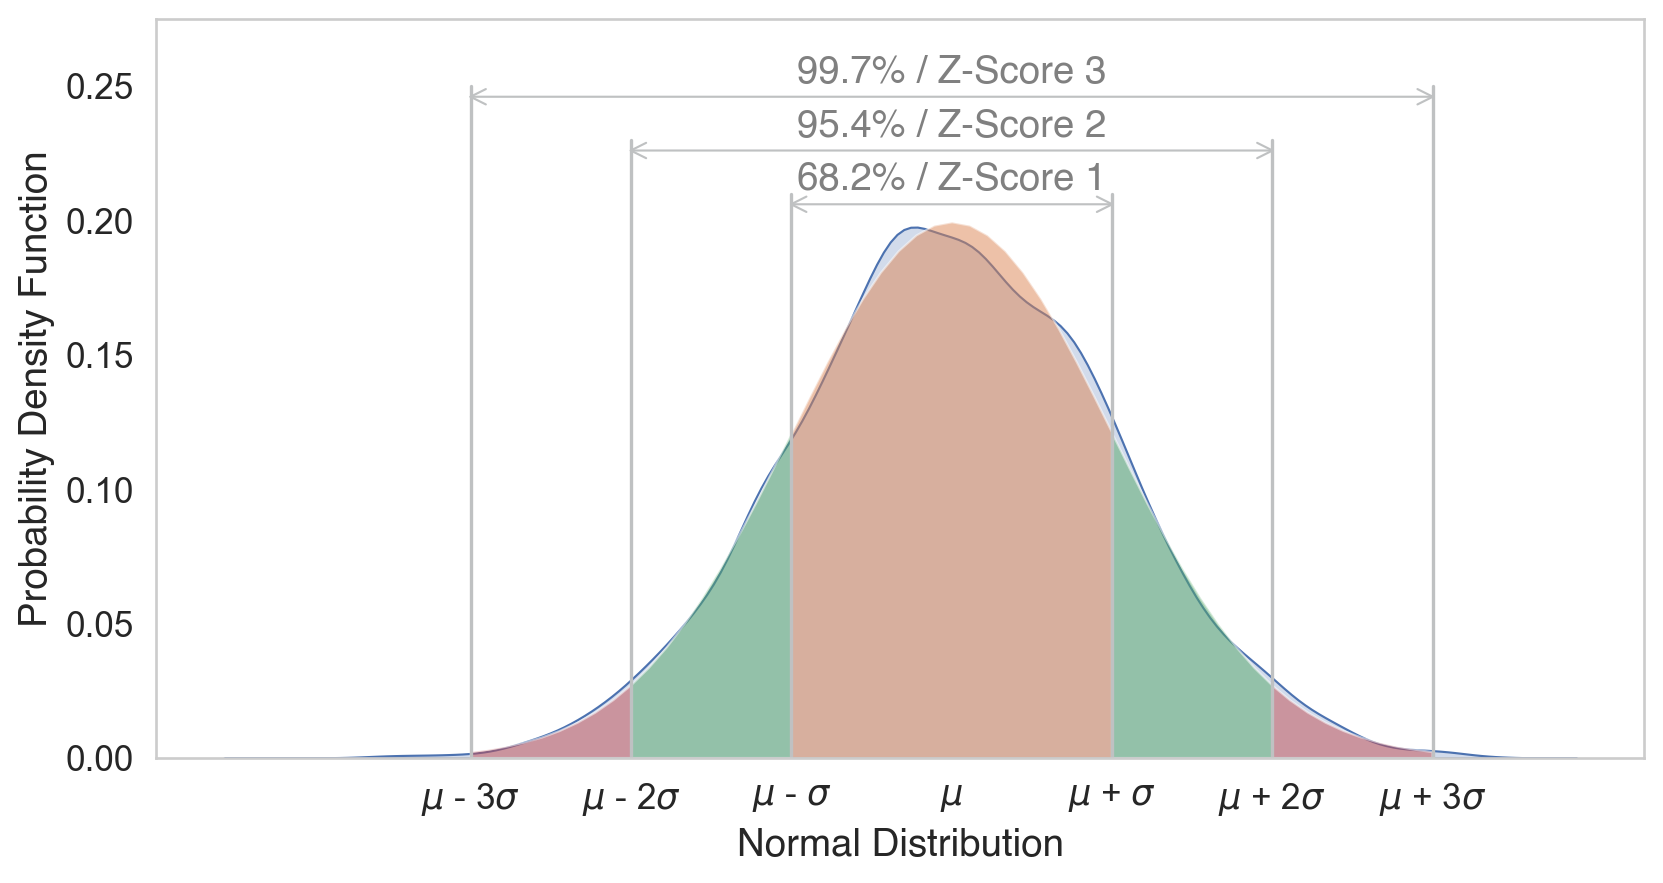 99.7% / Z-Score 3
95.4% / Z-Score 2
68.2% / Z-Score 1
Probability Density Function
0.25
0.20
0.15
0.10
0.05
0.00
μ - 3σ μ - 2σ μ - σ μ μ + σ μ + 2σ μ + 3σ
Normal Distribution